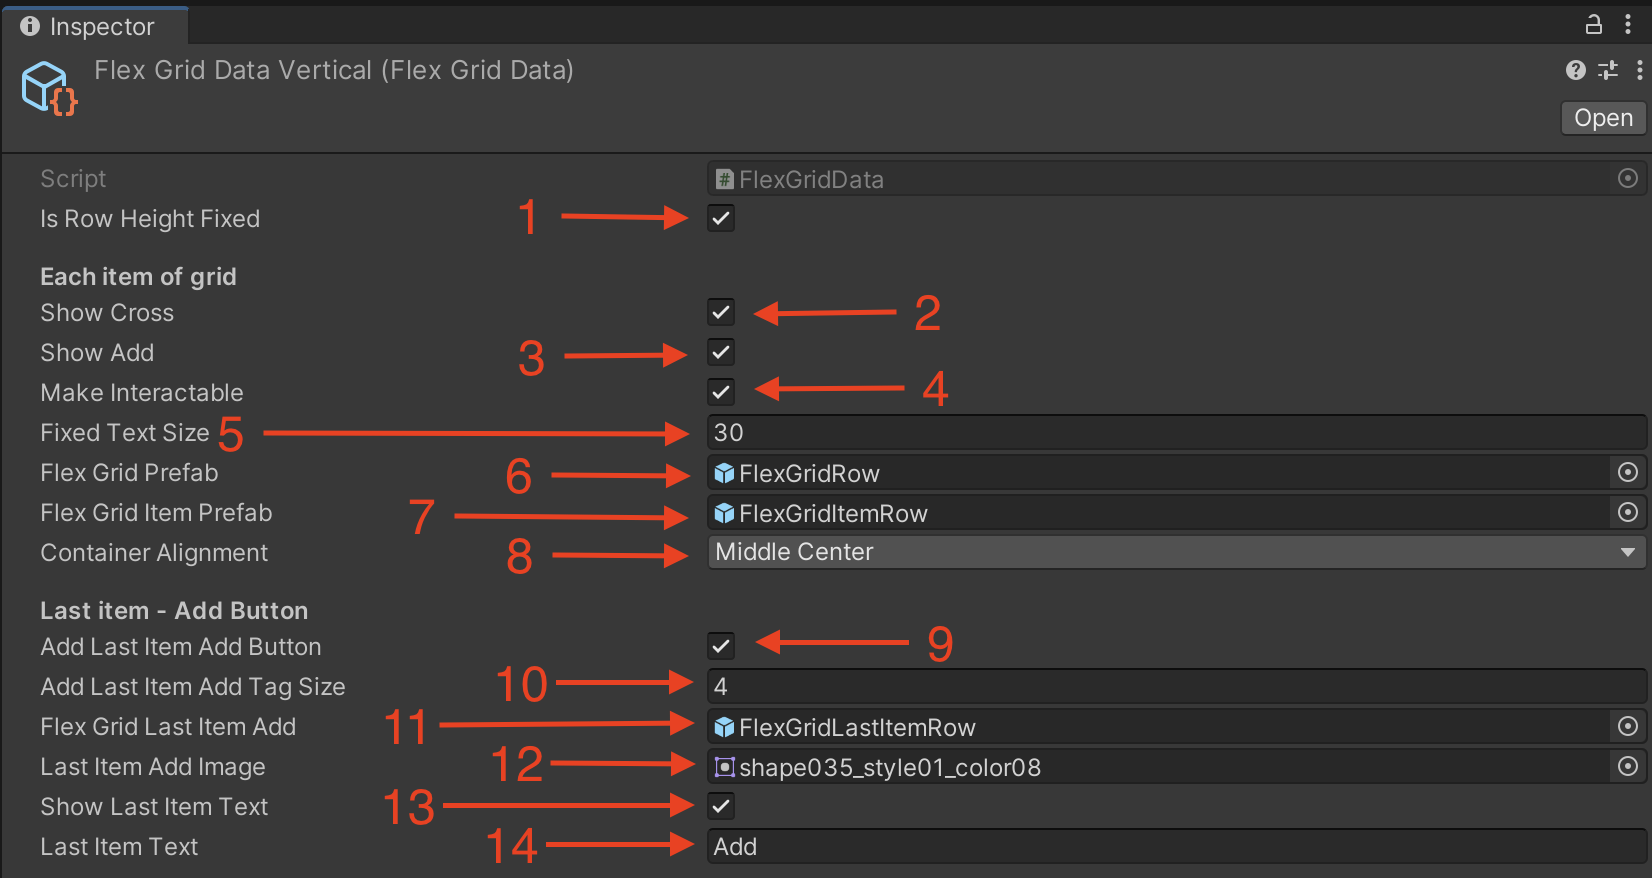 Inspector
Flex Grid Data Vertical (Flex Grid Data)
Open
Script FlexGridData
Is Row Height Fixed 1
Each item of grid
Show Cross 2
Show Add 3
Make Interactable 4
Fixed Text Size 5 30
Flex Grid Prefab 6 FlexGridRow
Flex Grid Item Prefab 7 FlexGridItemRow
Container Alignment 8 Middle Center
Last item - Add Button
Add Last Item Add Button 9
Add Last Item Add Tag Size 10 4
Flex Grid Last Item Add 11 FlexGridLastItemRow
Last Item Add Image 12 shape035_style01_color08
Show Last Item Text 13
Last Item Text 14 Add